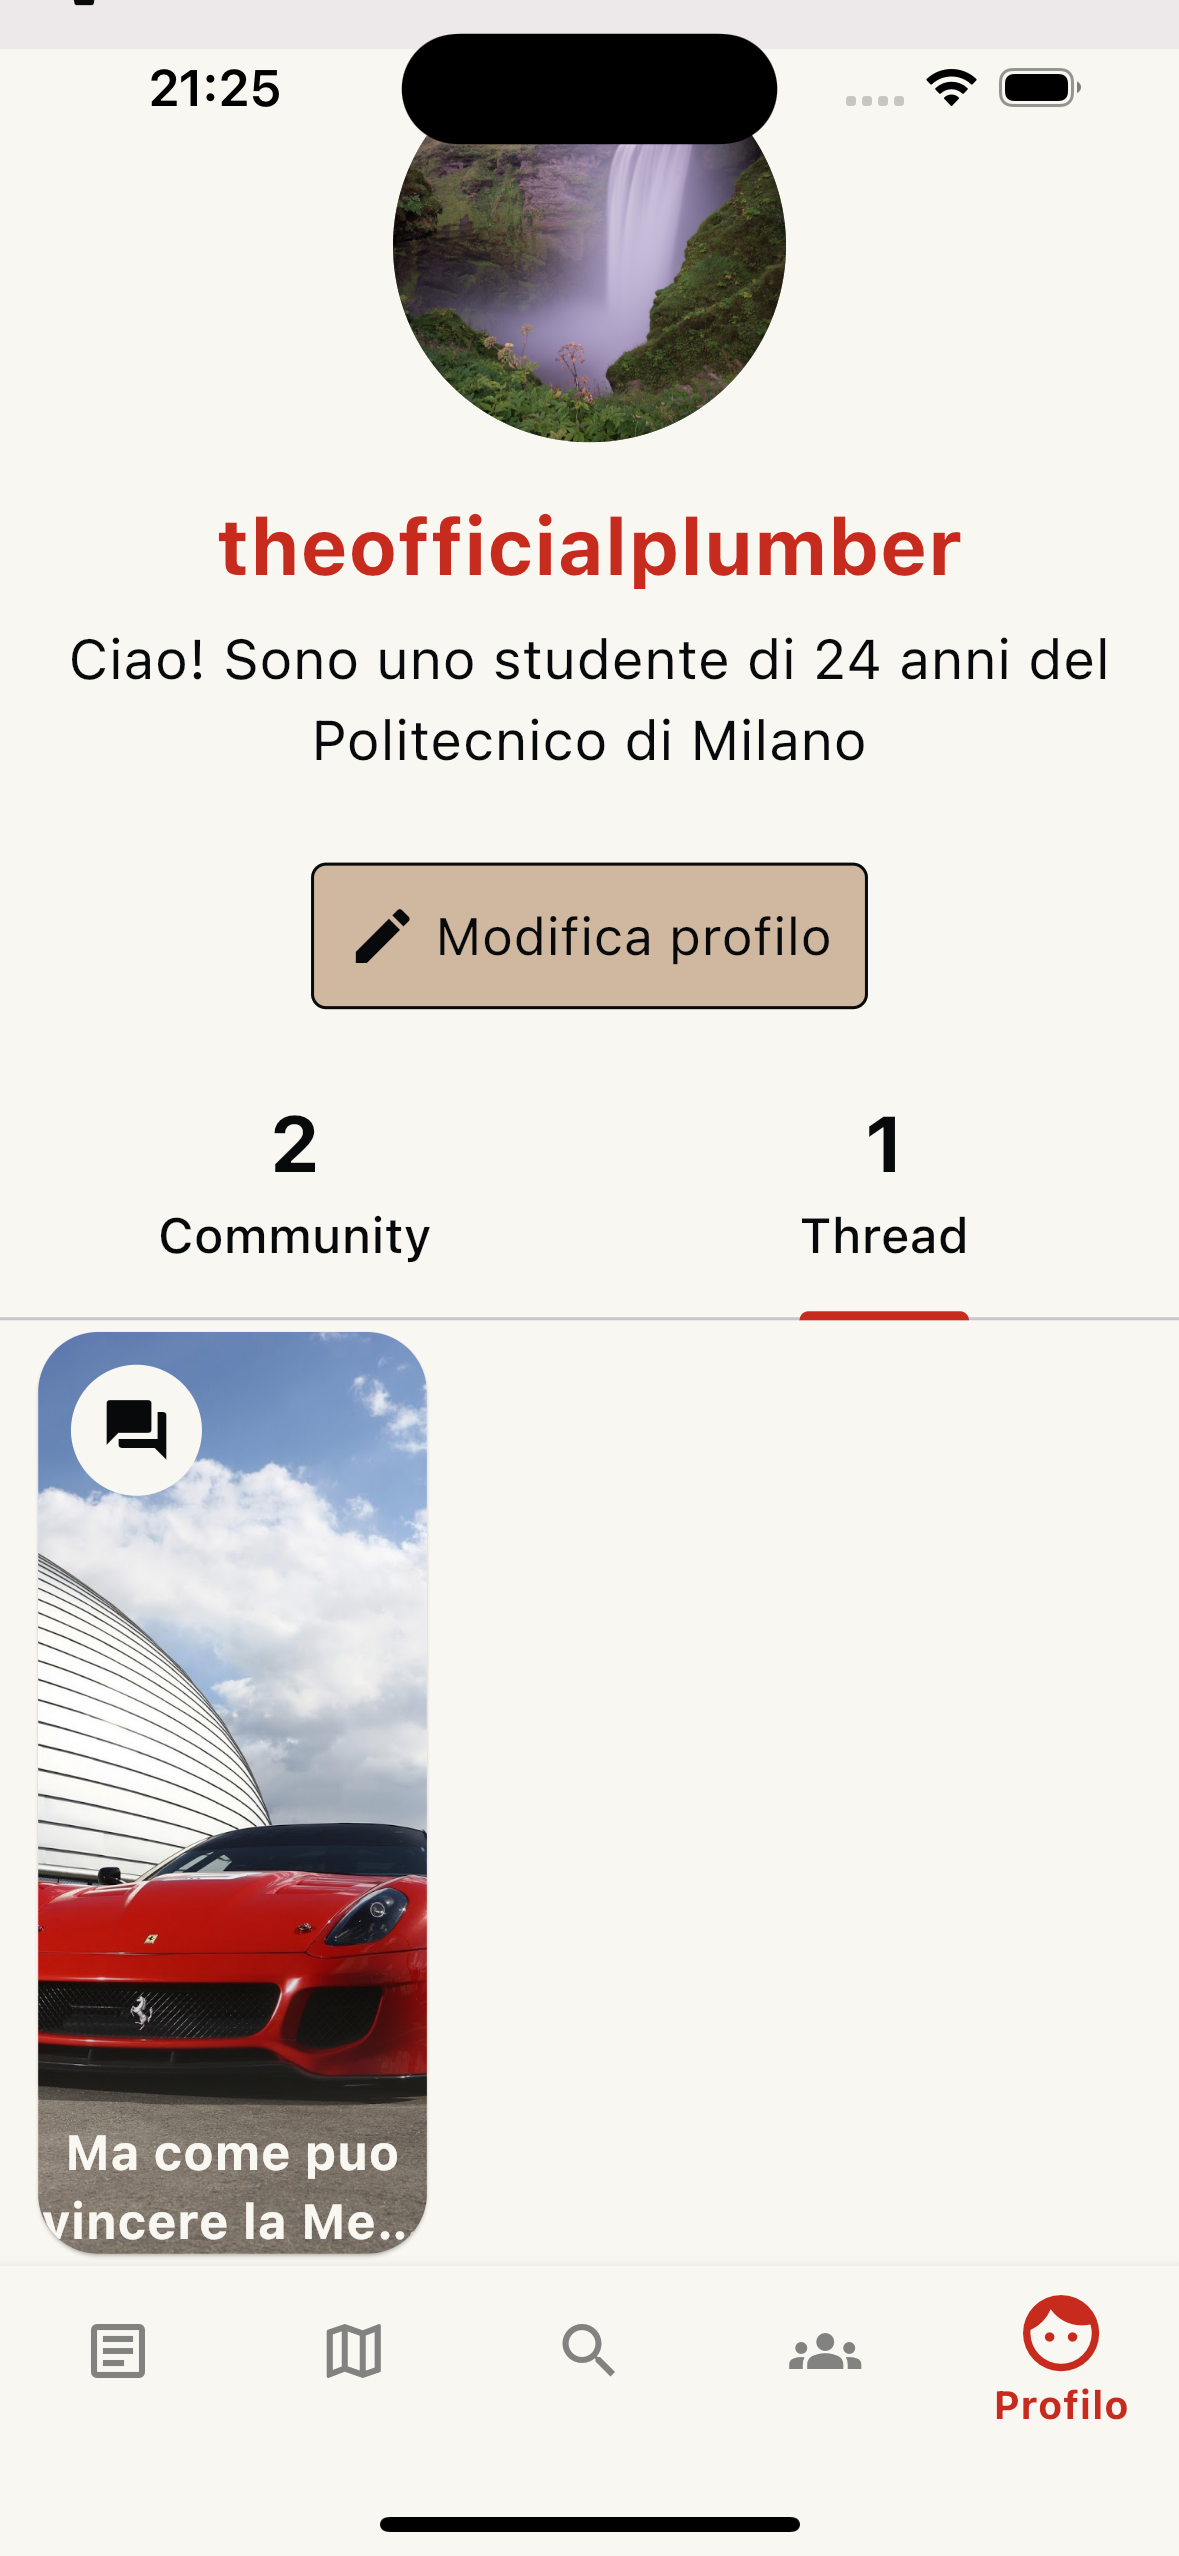 21:25
theofficialplumber
Ciao! Sono uno studente di 24 anni del
Politecnico di Milano
Modifica profilo
2
Community
1
Thread
Ma come puo
vincere la Me..
Profilo